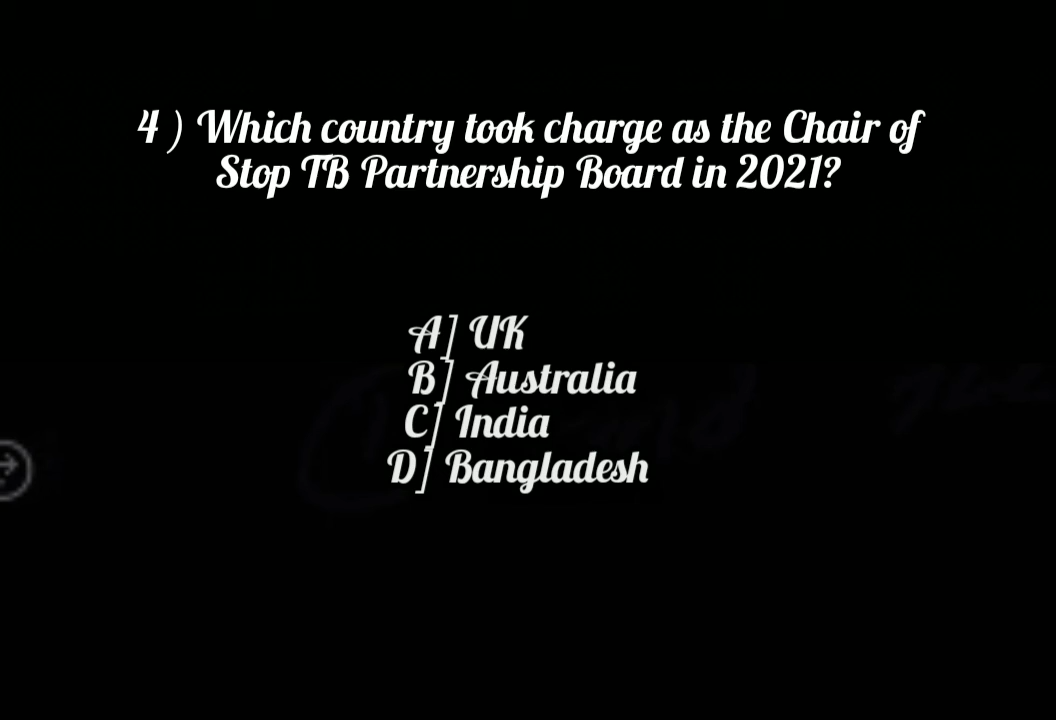 4 ) Which country took charge as the Chair of
Stop TB Partnership Board in 2021?
A] UK
B] Australia
C] India
D] Bangladesh